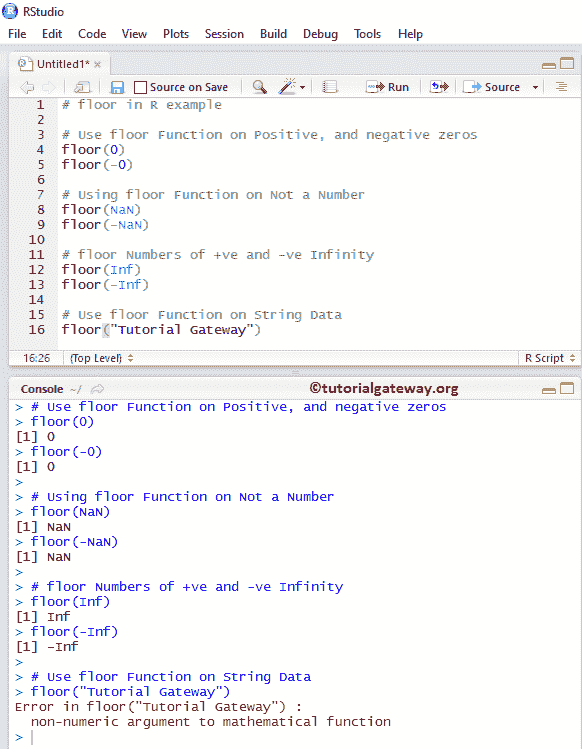 RStudio
File Edit Code View Plots Session Build Debug Tools Help
Untitled1*
Source on Save Run Source
1 # floor in R example
2
3 # Use floor Function on Positive, and negative zeros
4 floor(0)
5 floor(-0)
6
7 # Using floor Function on Not a Number
8 floor(NaN)
9 floor(-NaN)
10
11 # floor Numbers of +ve and -ve Infinity
12 floor(Inf)
13 floor(-Inf)
14
15 # Use floor Function on String Data
16 floor("Tutorial Gateway")
16:26 (Top Level) R Script
Console ~/ ©tutorialgateway.org
> # Use floor Function on Positive, and negative zeros
> floor(0)
[1] 0
> floor(-0)
[1] 0
>
> # Using floor Function on Not a Number
> floor(NaN)
[1] NaN
> floor(-NaN)
[1] NaN
>
> # floor Numbers of +ve and -ve Infinity
> floor(Inf)
[1] Inf
> floor(-Inf)
[1] -Inf
>
> # Use floor Function on String Data
> floor("Tutorial Gateway")
Error in floor("Tutorial Gateway") :
non-numeric argument to mathematical function
>